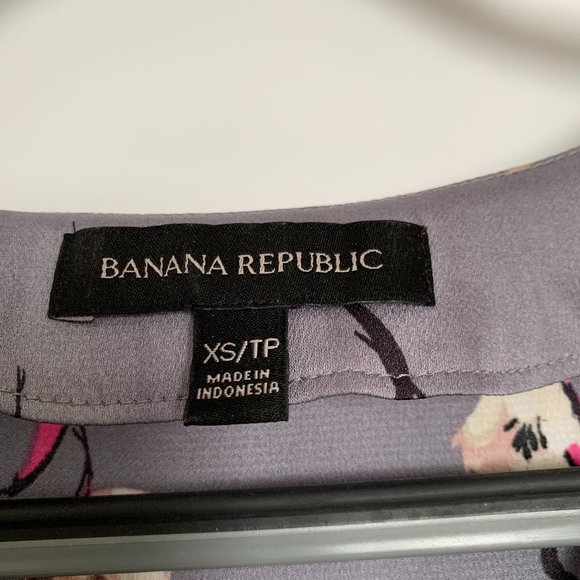 BANANA REPUBLIC
XS/TP
MADE IN
INDONESIA